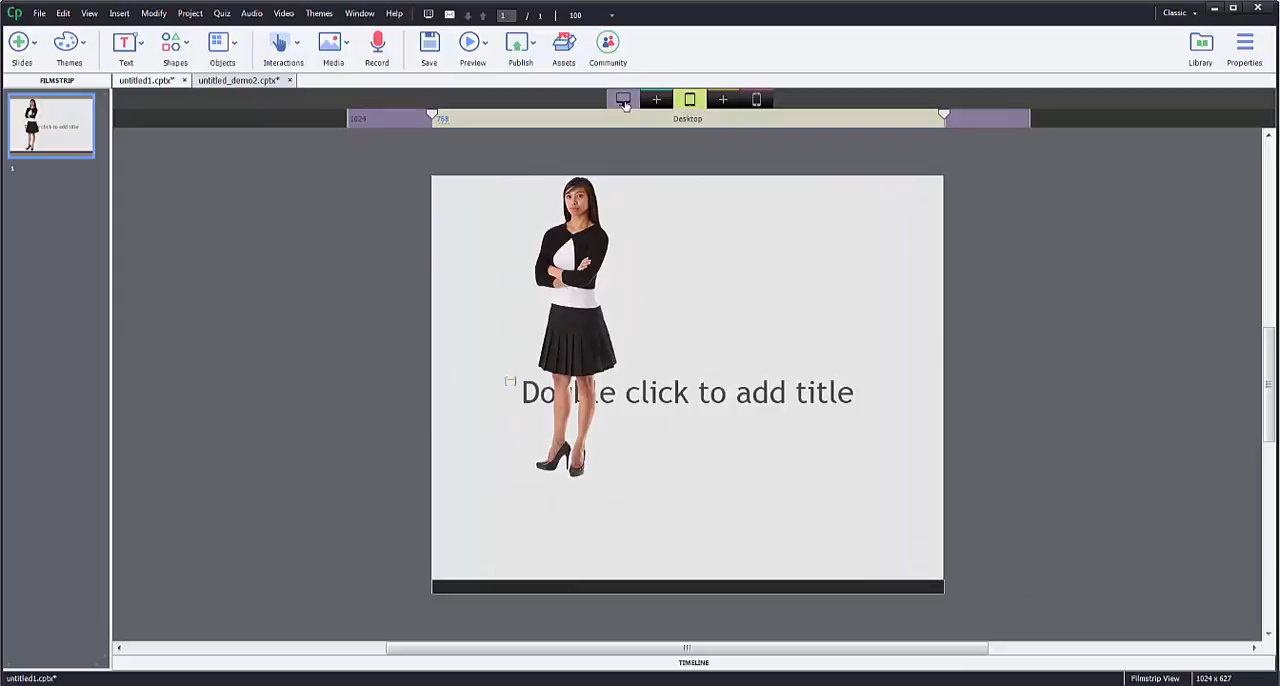 Cp File Edit View Insert Modify Project Quiz Audio Video Themes Window Help 1 / 1 100 Classic
Slides Themes Text Shapes Objects Interactions Media Record Save Preview Publish Assets Community Library Properties
FILMSTRIP untitled1.cptx* untitled_demo2.cptx*
1024 768 Desktop
1
Double click to add title
TIMELINE
untitled1.cptx* Filmstrip View 1024 x 627